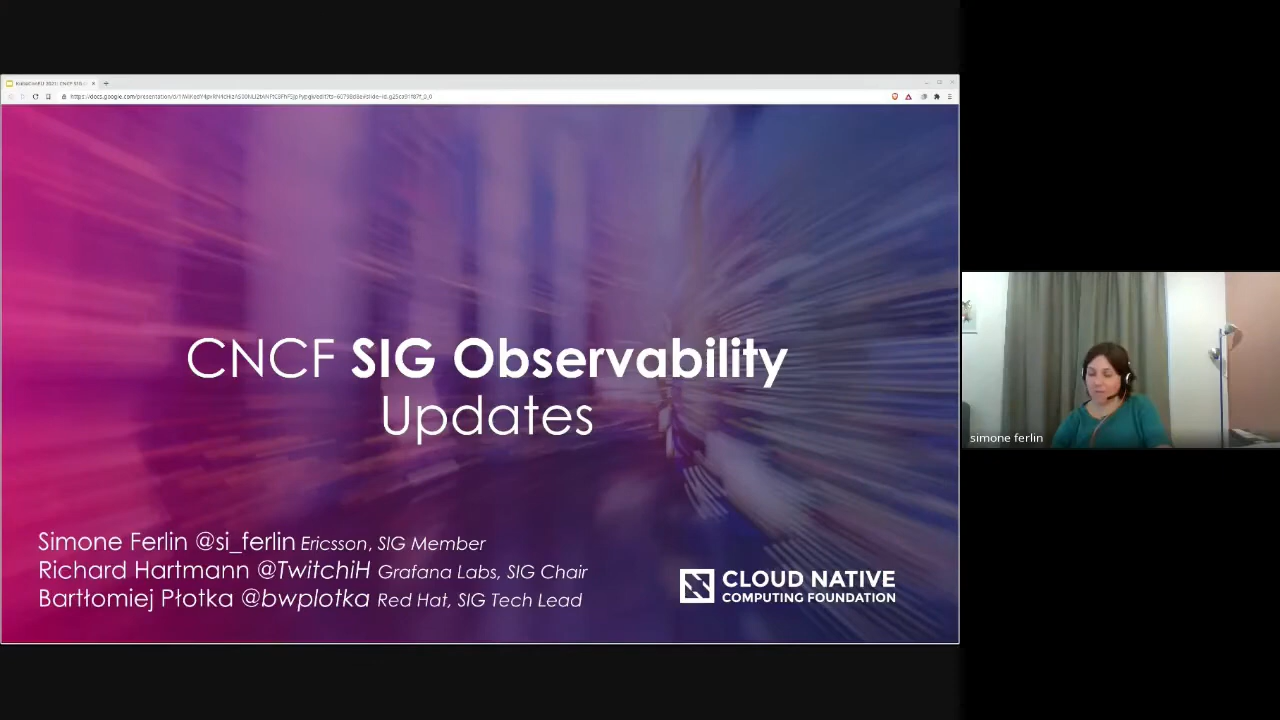 CNCF SIG Observability
Updates
Simone Ferlin @si_ferlin Ericsson, SIG Member
Richard Hartmann @TwitchiH Grafana Labs, SIG Chair
Bartłomiej Płotka @bwplotka Red Hat, SIG Tech Lead
CLOUD NATIVE
COMPUTING FOUNDATION
simone ferlin